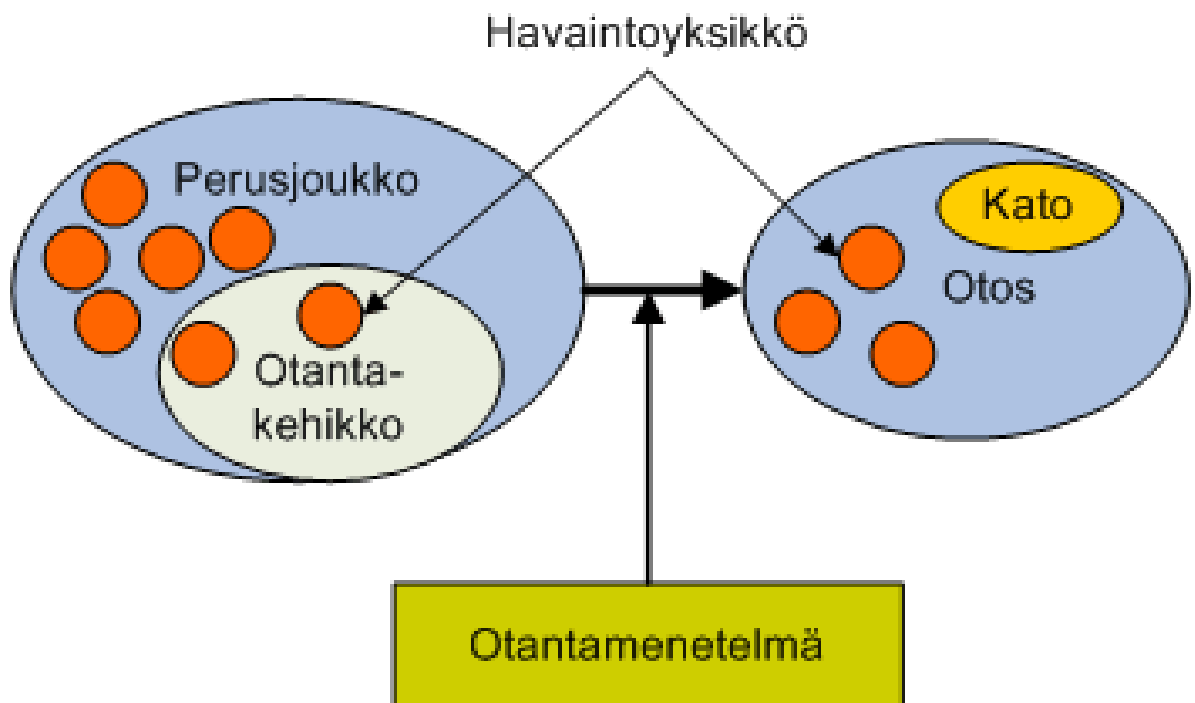 Havaintoyksikkö
Perusjoukko
Kato
Otos
Otanta-
kehikko
Otantamenetelmä